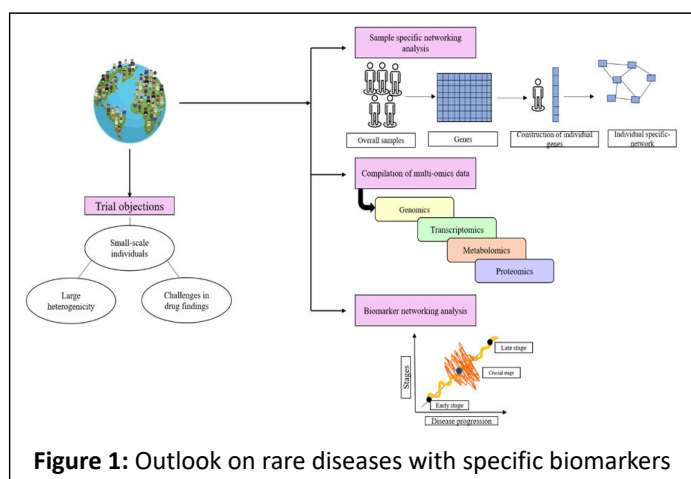 Sample specific networking
analysis
Overall samples
Genes
Construction of individual
genes
Individual
specific-
network
Trial objections
Small-scale
individuals
Large
heterogenicity
Challenges in
drug findings
Compilation of multi-omics
data
Genomics
Transcriptomics
Metabolomics
Proteomics
Biomarker networking
analysis
Stages
Late stage
Crucial stage
Early stage
Disease progression
Figure 1: Outlook on rare diseases with specific biomarkers